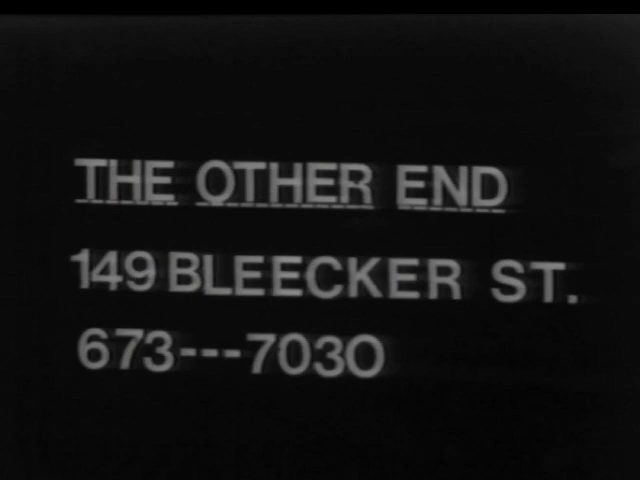 THE OTHER END
149 BLEECKER ST.
673---7030